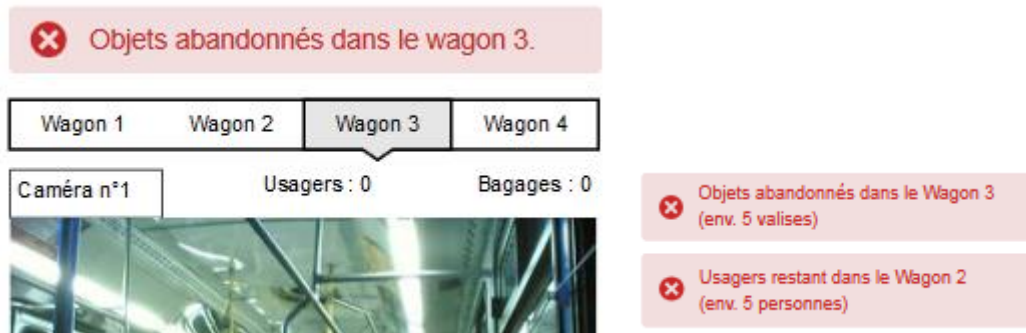 Objets abandonnés dans le wagon 3.
Wagon 1 Wagon 2 Wagon 3 Wagon 4
Caméra n°1 Usagers : 0 Bagages : 0
Objets abandonnés dans le Wagon 3
(env. 5 valises)
Usagers restant dans le Wagon 2
(env. 5 personnes)